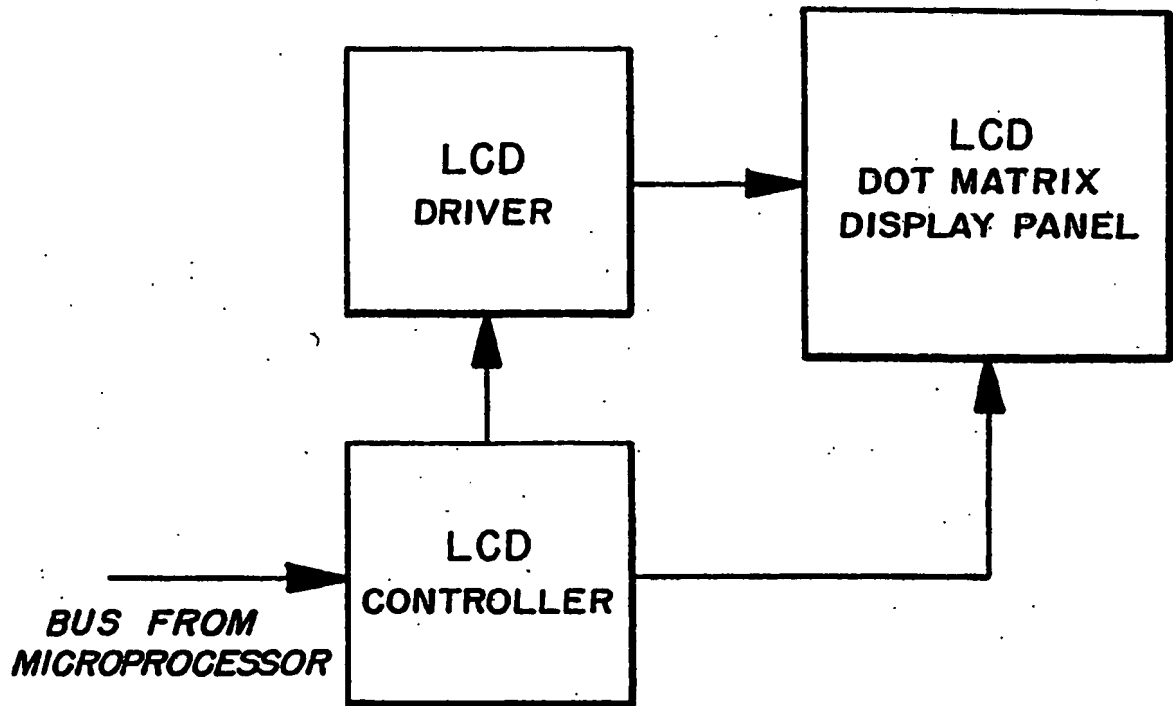 LCD
DRIVER
LCD
DOT MATRIX
DISPLAY PANEL
LCD
CONTROLLER
BUS FROM
MICROPROCESSOR